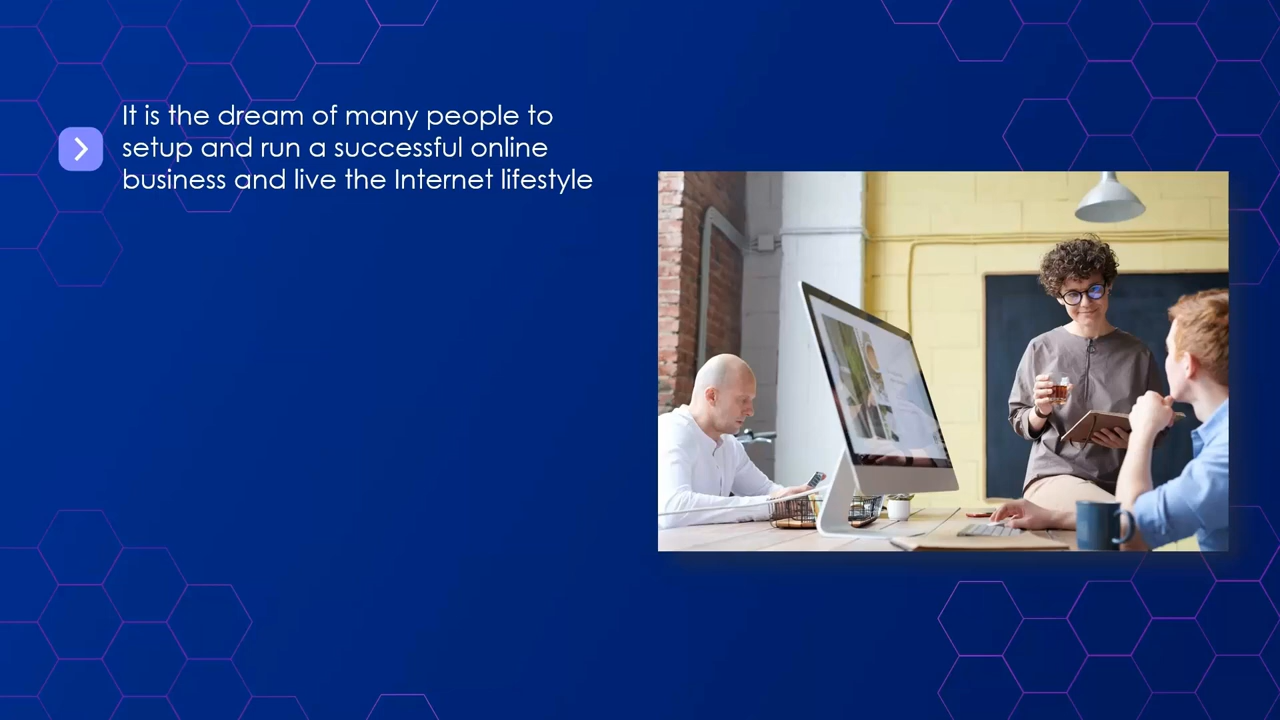 It is the dream of many people to
setup and run a successful online
business and live the Internet lifestyle